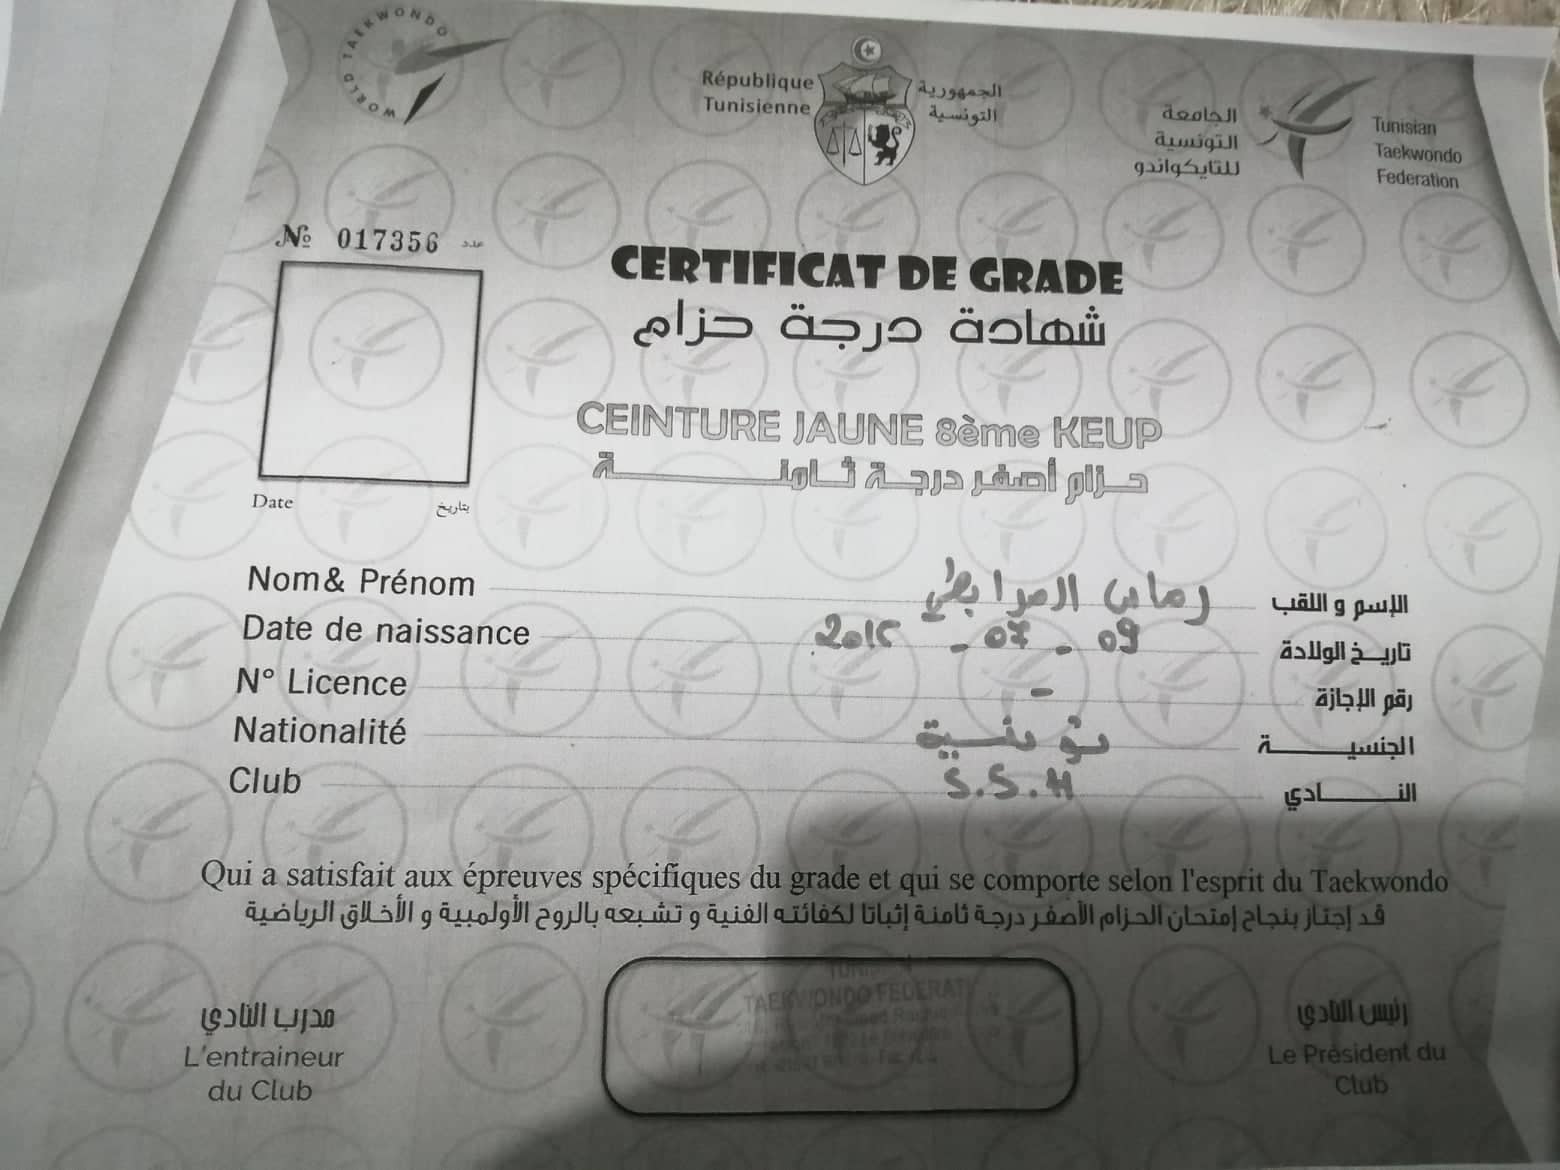 WORLD TAEKWONDO
République
Tunisienne
الجمهورية
التونسية
الجامعة
التونسية
للتايكواندو
Tunisian
Taekwondo
Federation
№ 017356 عدد
CERTIFICAT DE GRADE
شهادة درجة حزام
CEINTURE JAUNE 8ème KEUP
حزام أصفر درجة ثامنة
Date بتاريخ
Nom& Prénom المرابطي الإسم و اللقب
Date de naissance 09 - 07 - 2012 تاريخ الولادة
N° Licence - رقم الإجازة
Nationalité تونسية الجنسية
Club S.S.H النادي
Qui a satisfait aux épreuves spécifiques du grade et qui se comporte selon l'esprit du Taekwondo
قد إجتاز بنجاح إمتحان الحزام الأصفر درجة ثامنة إثباتا لكفائته الفنية و تشبعه بالروح الأولمبية و الأخلاق الرياضية
مدرب النادي
L'entraineur
du Club
TAEKWONDO FEDERAT
رئيس النادي
Le Président du
Club